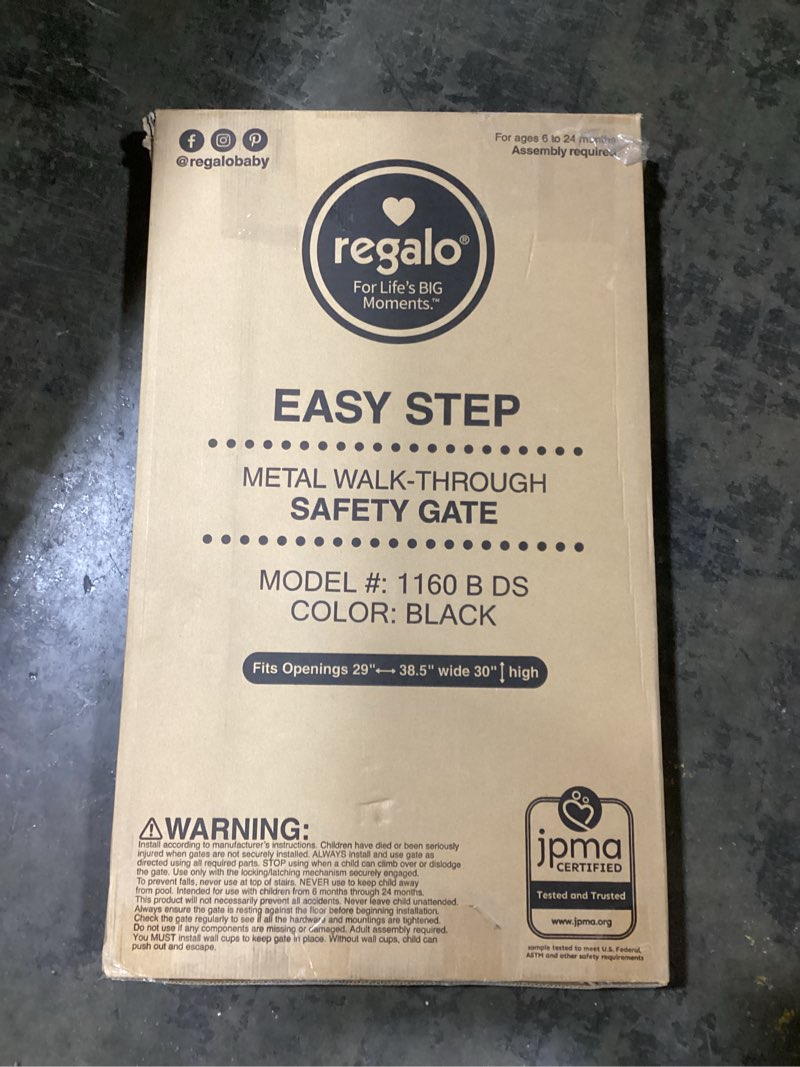 @regalobaby
For ages 6 to 24 months
Assembly required
regalo®
For Life's BIG
Moments.™
EASY STEP
METAL WALK-THROUGH
SAFETY GATE
MODEL #: 1160 B DS
COLOR: BLACK
Fits Openings 29"↔ 38.5" wide 30"↕ high
⚠WARNING:
Install according to manufacturer's instructions. Children have died or been seriously
injured when gates are not securely installed. ALWAYS install and use gate as
directed using all required parts. STOP using when a child can climb over or dislodge
the gate. Use only with the locking/latching mechanism securely engaged.
To prevent falls, never use at top of stairs. NEVER use to keep child away
from pool. Intended for use with children from 6 months through 24 months.
This product will not necessarily prevent all accidents. Never leave child unattended.
Always ensure the gate is resting against the floor before beginning installation.
Check the gate regularly to see if all the hardware and mountings are tightened.
Do not use if any components are missing or damaged. Adult assembly required.
You MUST install wall cups to keep gate in place. Without wall cups, child can
push out and escape.
jpma
CERTIFIED
Tested and Trusted
www.jpma.org
sample tested to meet U.S. Federal,
ASTM and other safety requirements